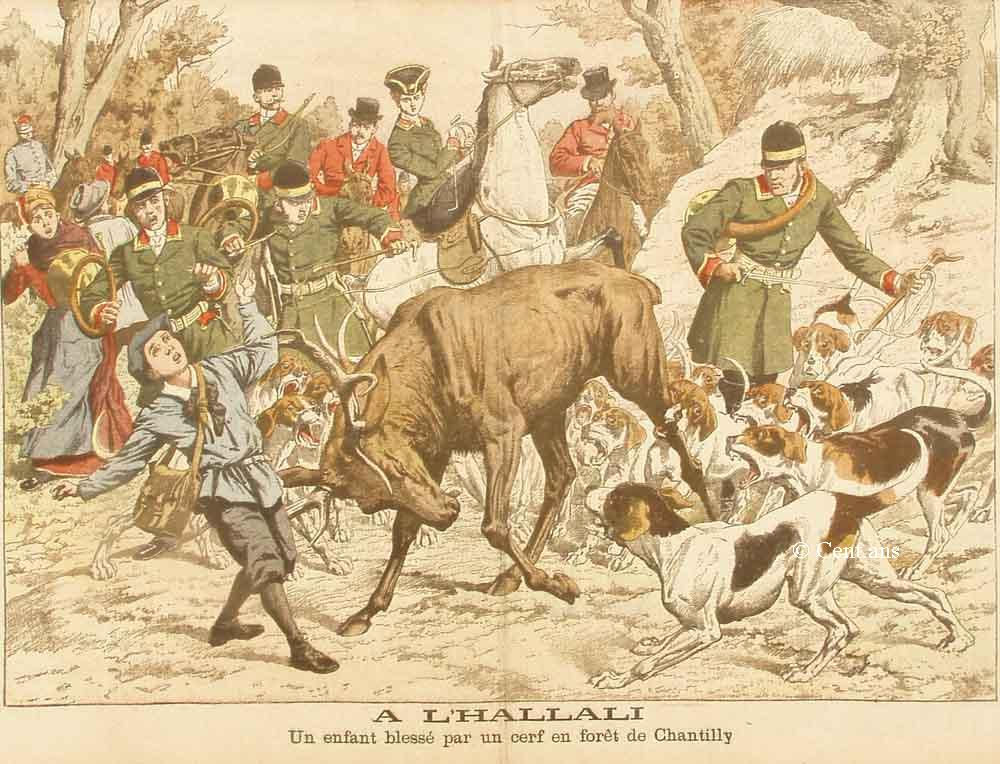 © Cent.ans
A L'HALLALI
Un enfant blessé par un cerf en forêt de Chantilly